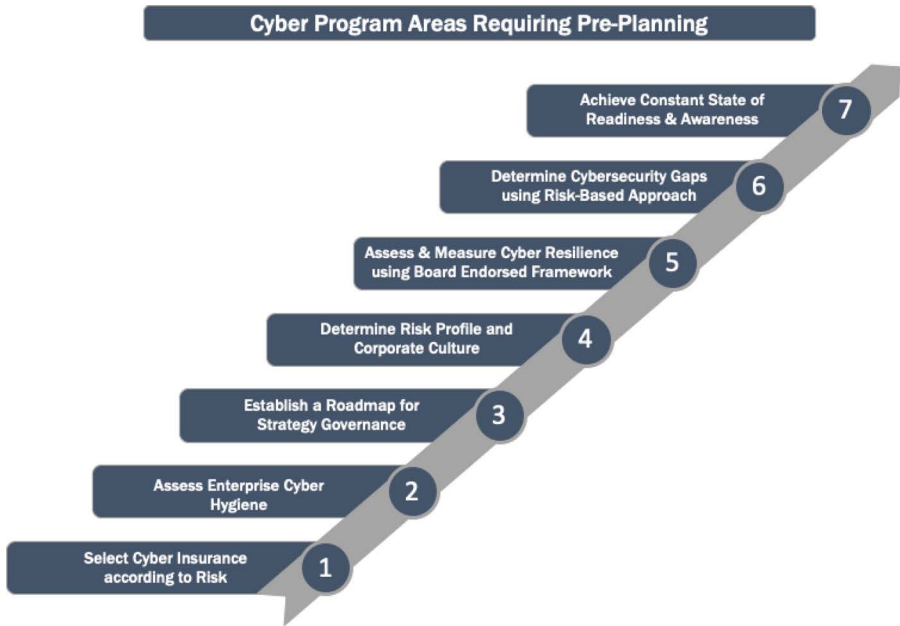 Cyber Program Areas Requiring Pre-Planning
Achieve Constant State of
Readiness & Awareness
7
Determine Cybersecurity Gaps
using Risk-Based Approach
6
Assess & Measure Cyber Resilience
using Board Endorsed Framework
5
Determine Risk Profile and
Corporate Culture
4
Establish a Roadmap for
Strategy Governance
3
Assess Enterprise Cyber
Hygiene
2
Select Cyber Insurance
according to Risk
1